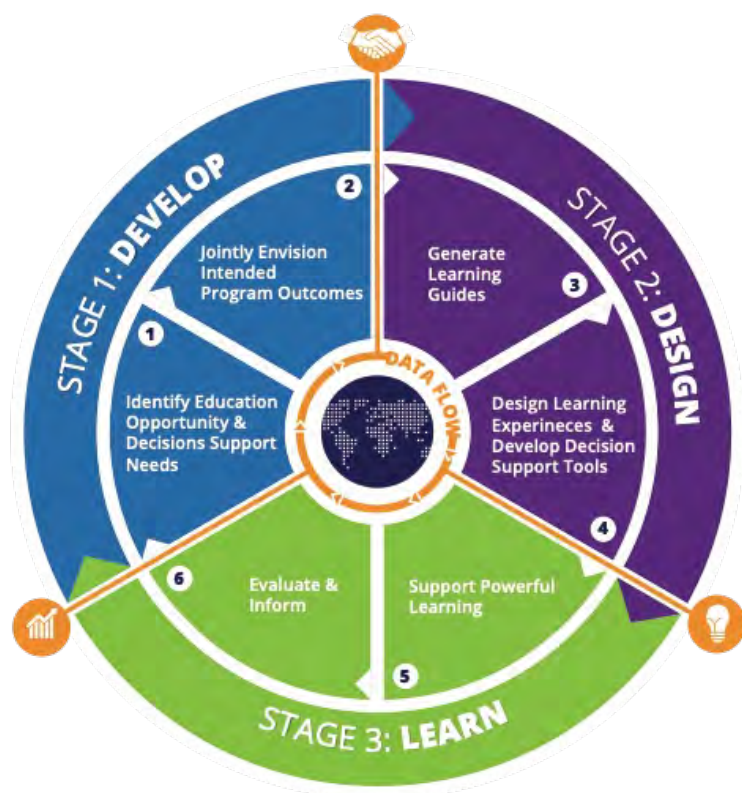 STAGE 1: DEVELOP
1
Identify Education
Opportunity &
Decisions Support
Needs
2
Jointly Envision
Intended
Program Outcomes
STAGE 2: DESIGN
3
Generate
Learning
Guides
4
Design Learning
Experineces &
Develop Decision
Support Tools
STAGE 3: LEARN
5
Support Powerful
Learning
6
Evaluate &
Inform
DATA FLOW